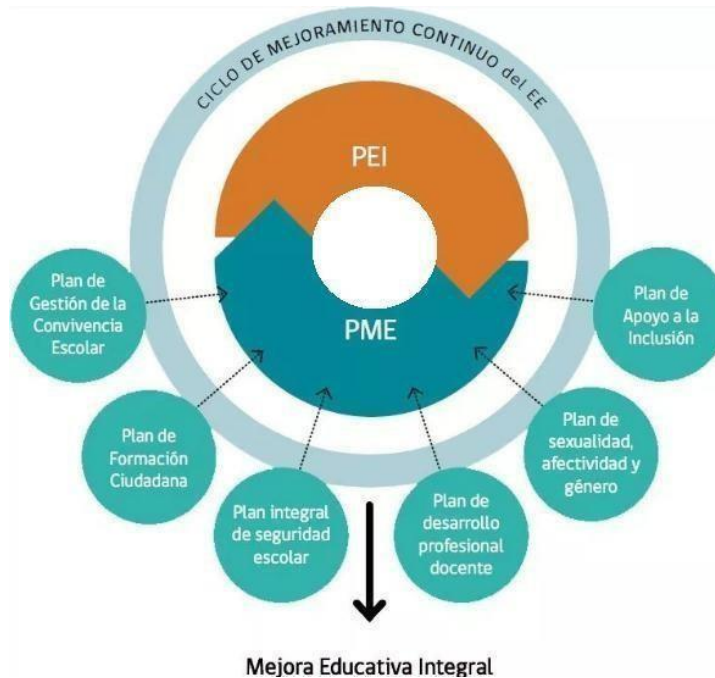 CICLO DE MEJORAMIENTO CONTINUO del EE
PEI
PME
Plan de
Gestión de la
Convivencia
Escolar
Plan de
Formación
Ciudadana
Plan integral
de seguridad
escolar
Plan de
desarrollo
profesional
docente
Plan de
sexualidad,
afectividad y
género
Plan de
Apoyo a la
Inclusión
Mejora Educativa Integral